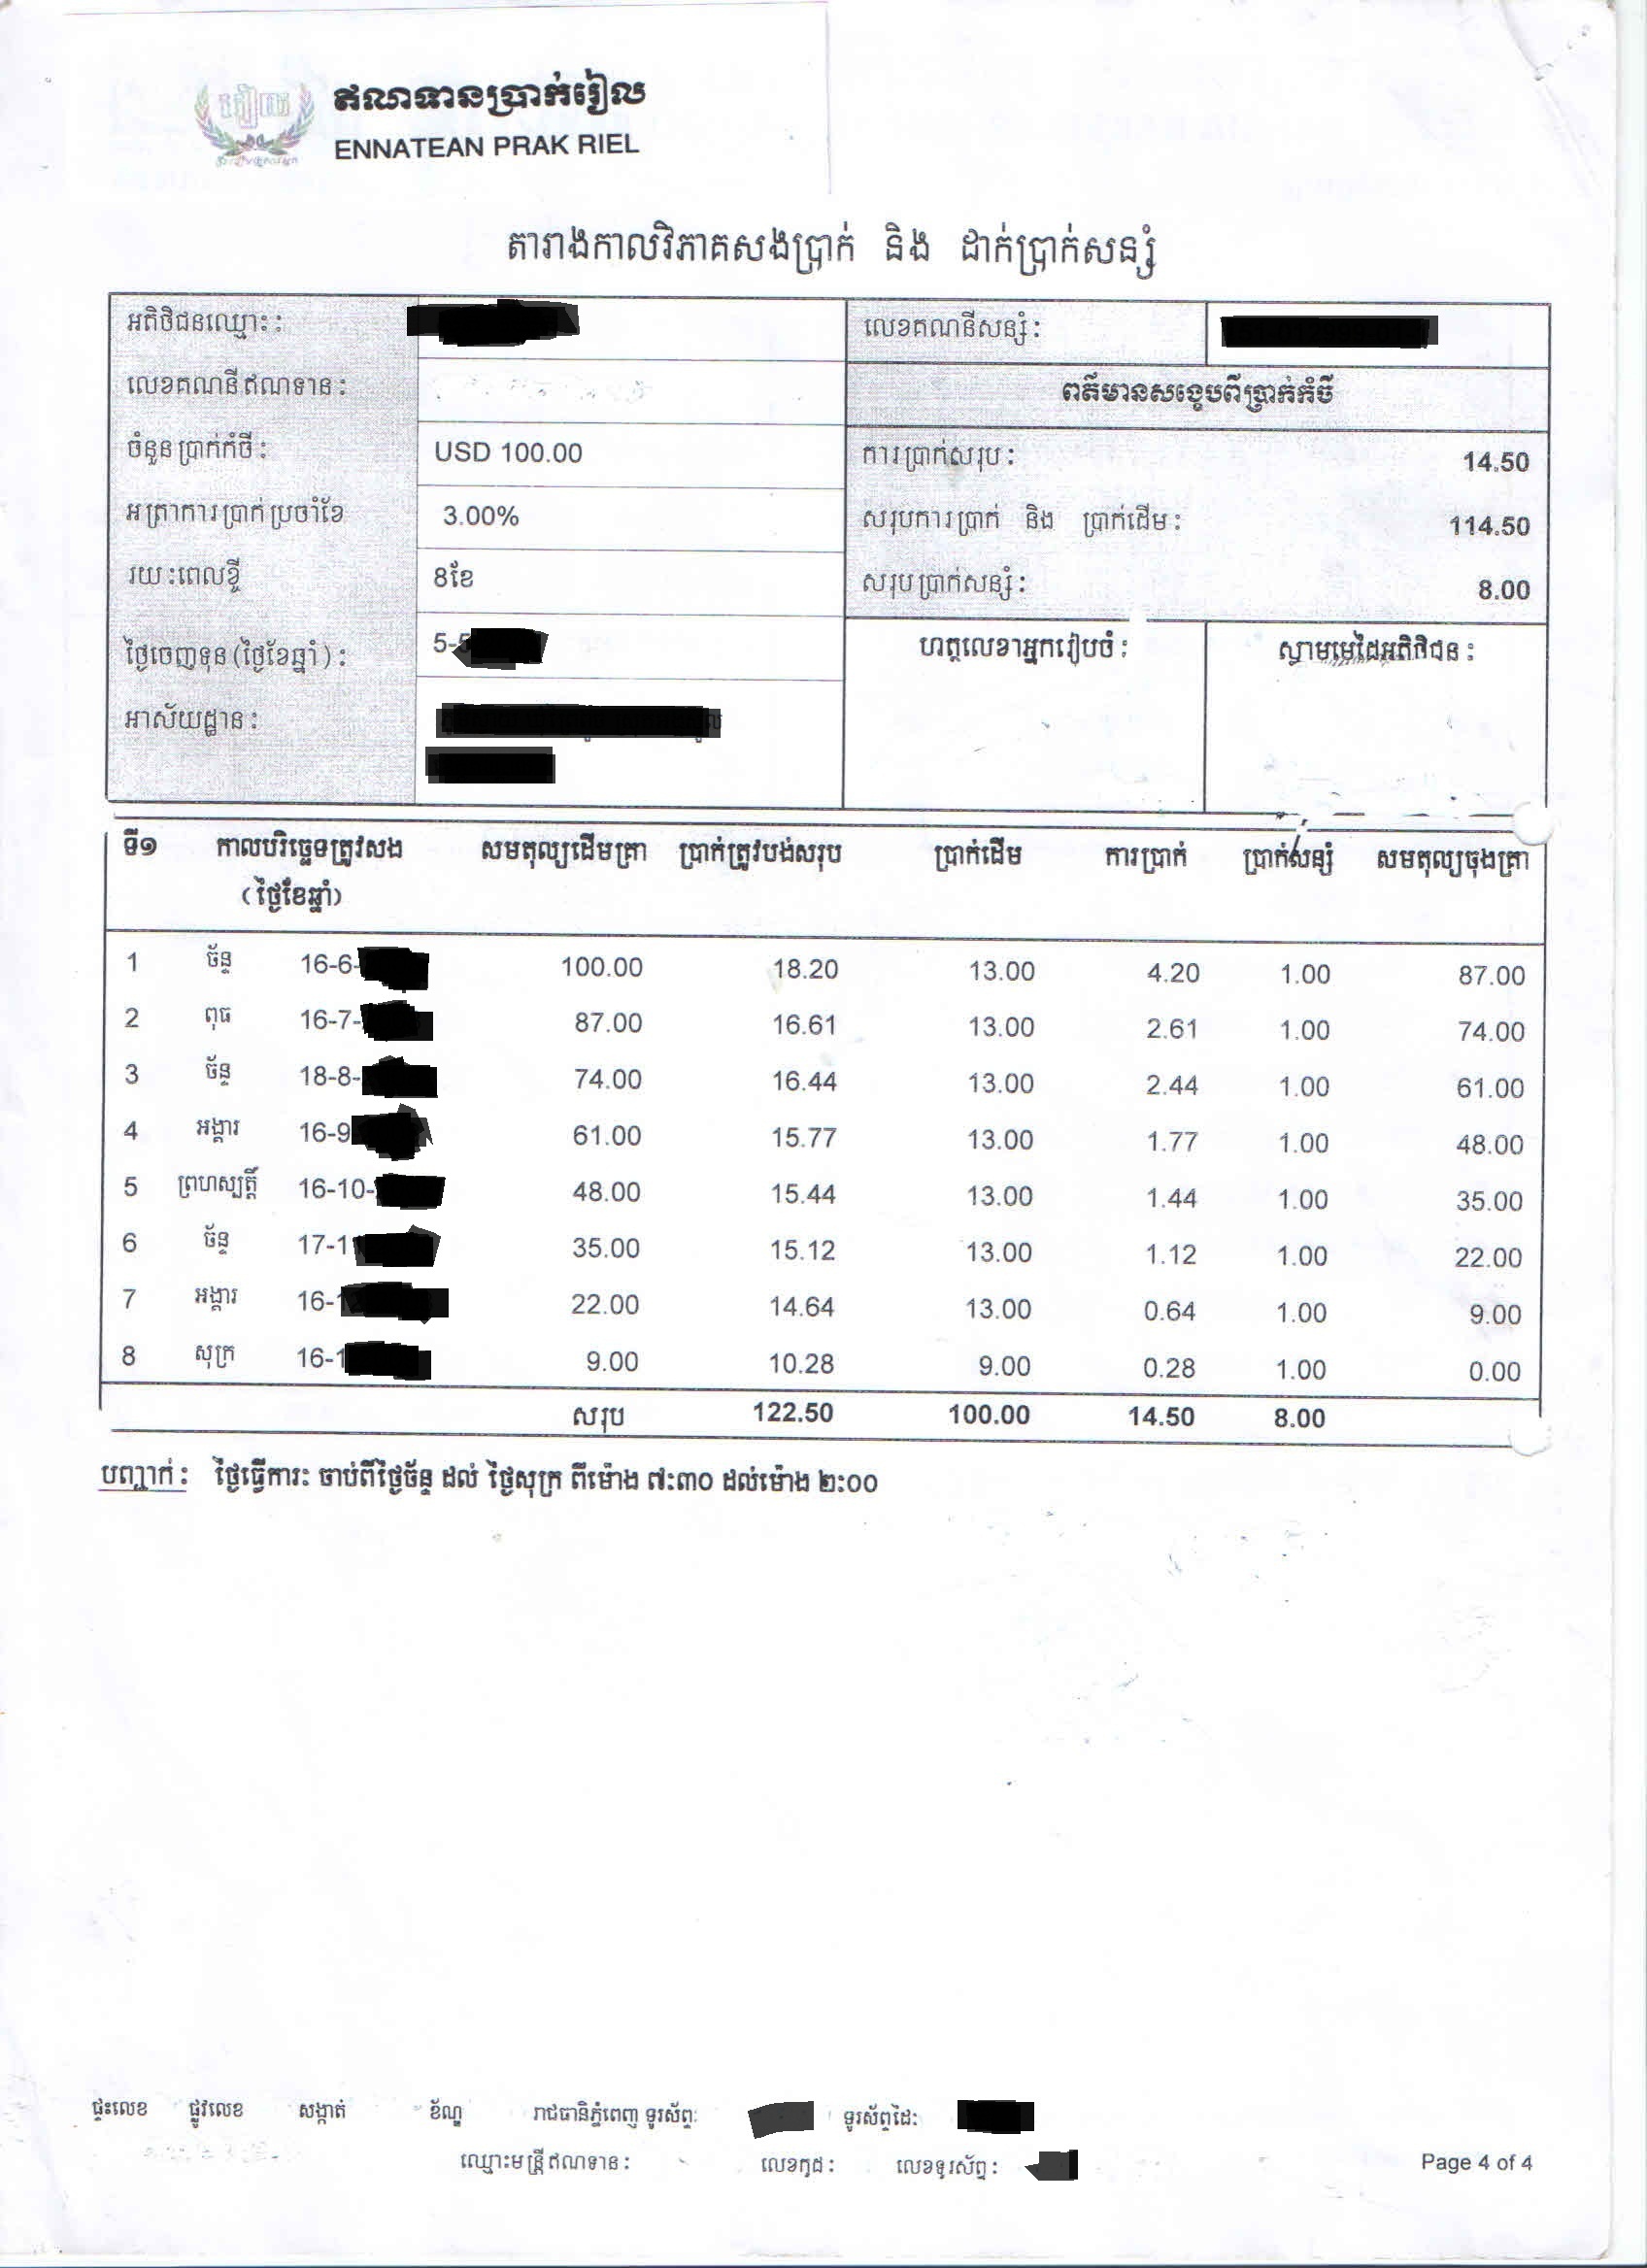 ឥណទានប្រាក់រៀល
ENNATEAN PRAK RIEL
តារាងកាលវិភាគសងប្រាក់ និង ដាក់ប្រាក់សន្សំ
អតិថិជនឈ្មោះ:
លេខគណនីសន្សំ:
លេខគណនីឥណទាន:
ពត៌មានសង្ខេបពីប្រាក់កំចី
ចំនួនប្រាក់កំចី: USD 100.00
ការប្រាក់សរុប: 14.50
អត្រាការប្រាក់ប្រចាំខែ 3.00%
សរុបការប្រាក់ និង ប្រាក់ដើម: 114.50
រយៈពេលខ្ចី 8ខែ
សរុបប្រាក់សន្សំ: 8.00
ថ្ងៃចេញទុន(ថ្ងៃខែឆ្នាំ): 5-5
ហត្ថលេខាអ្នករៀបចំ: ស្នាមមេដៃអតិថិជន:
អាស័យដ្ឋាន:
ទី១ កាលបរិច្ឆេទត្រូវសង សមតុល្យដើមគ្រា ប្រាក់ត្រូវបង់សរុប ប្រាក់ដើម ការប្រាក់ ប្រាក់សន្សំ សមតុល្យចុងគ្រា
(ថ្ងៃខែឆ្នាំ)
1 ច័ន្ទ 16-6- 100.00 18.20 13.00 4.20 1.00 87.00
2 ពុធ 16-7- 87.00 16.61 13.00 2.61 1.00 74.00
3 ច័ន្ទ 18-8- 74.00 16.44 13.00 2.44 1.00 61.00
4 អង្គារ 16-9 61.00 15.77 13.00 1.77 1.00 48.00
5 ព្រហស្បត្តិ៍ 16-10- 48.00 15.44 13.00 1.44 1.00 35.00
6 ច័ន្ទ 17-1 35.00 15.12 13.00 1.12 1.00 22.00
7 អង្គារ 16- 22.00 14.64 13.00 0.64 1.00 9.00
8 សុក្រ 16-1 9.00 10.28 9.00 0.28 1.00 0.00
សរុប 122.50 100.00 14.50 8.00
បញ្ជាក់: ថ្ងៃធ្វើការ: ចាប់ពីថ្ងៃច័ន្ទ ដល់ ថ្ងៃសុក្រ ពីម៉ោង ៧:៣០ ដល់ម៉ោង ២:០០
ផ្ទះលេខ ផ្លូវលេខ សង្កាត់ ខ័ណ្ឌ រាជធានិភ្នំពេញ ទូរស័ព្ទ: ទូរស័ព្ទដៃ:
ឈ្មោះមន្ត្រីឥណទាន: លេខកូដ: លេខទូរស័ព្ទ: Page 4 of 4